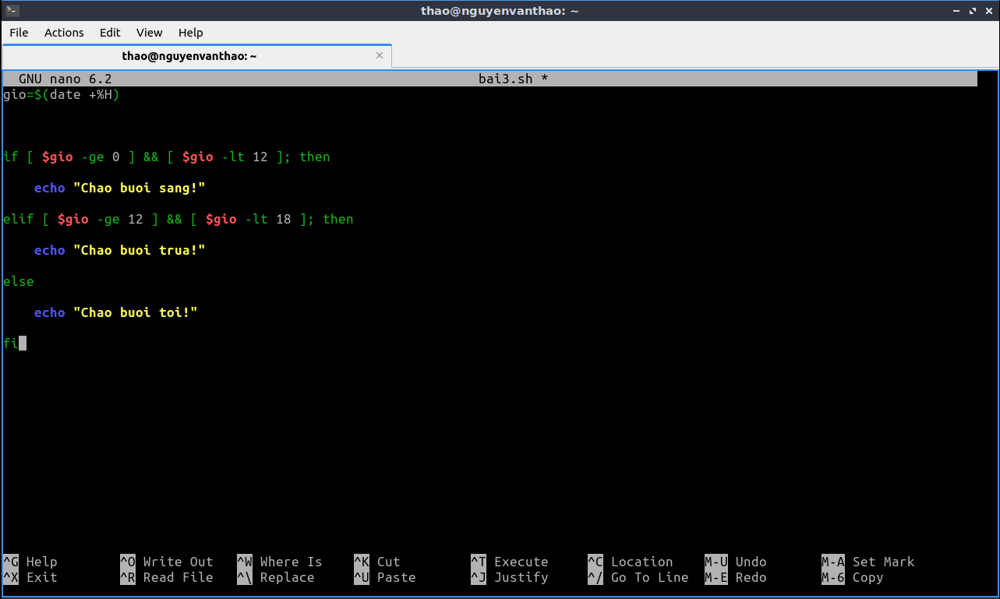 thao@nguyenvanthao: ~
File Actions Edit View Help
thao@nguyenvanthao: ~
GNU nano 6.2 bai3.sh *
gio=$(date +%H)
if [ $gio -ge 0 ] && [ $gio -lt 12 ]; then
    echo "Chao buoi sang!"
elif [ $gio -ge 12 ] && [ $gio -lt 18 ]; then
    echo "Chao buoi trua!"
else
    echo "Chao buoi toi!"
fi
^G Help ^O Write Out ^W Where Is ^K Cut ^T Execute ^C Location M-U Undo M-A Set Mark
^X Exit ^R Read File ^\ Replace ^U Paste ^J Justify ^/ Go To Line M-E Redo M-6 Copy